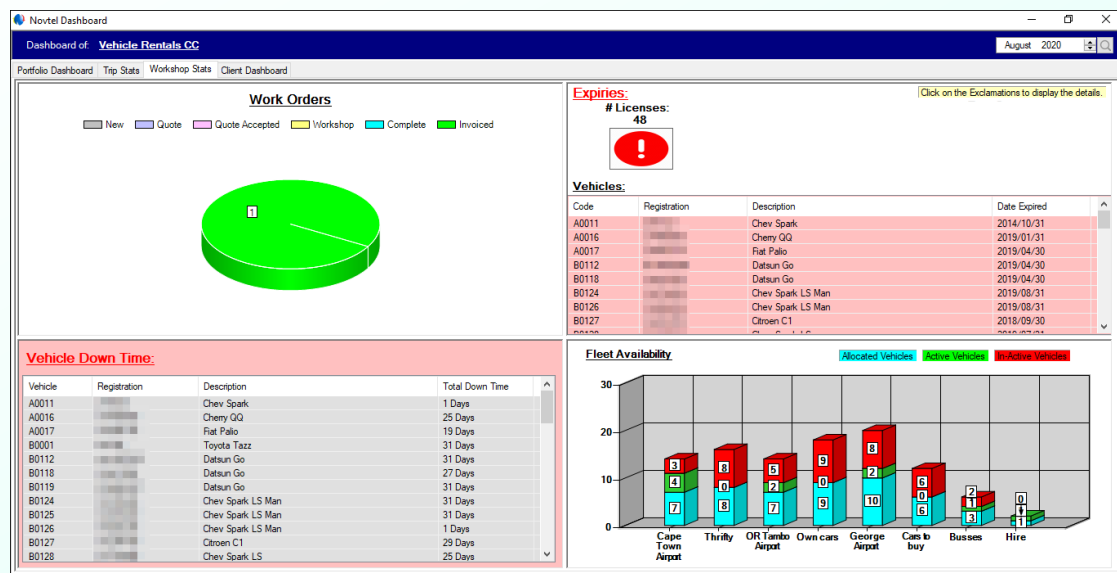 Novtel Dashboard
Dashboard of: Vehicle Rentals CC
August 2020
Portfolio Dashboard Trip Stats Workshop Stats Client Dashboard
Work Orders
New Quote Quote Accepted Workshop Complete Invoiced
1
Expiries:
Click on the Exclamations to display the details.
# Licenses:
48
!
Vehicles:
Code Registration Description Date Expired
A0011 Chev Spark 2014/10/31
A0016 Cherry QQ 2019/01/31
A0017 Fiat Palio 2019/04/30
B0112 Datsun Go 2019/04/30
B0118 Datsun Go 2019/04/30
B0124 Chev Spark LS Man 2019/08/31
B0126 Chev Spark LS Man 2019/08/31
B0127 Citroen C1 2018/09/30
Vehicle Down Time:
Vehicle Registration Description Total Down Time
A0011 Chev Spark 1 Days
A0016 Cherry QQ 25 Days
A0017 Fiat Palio 19 Days
B0001 Toyota Tazz 31 Days
B0112 Datsun Go 31 Days
B0118 Datsun Go 27 Days
B0119 Datsun Go 31 Days
B0124 Chev Spark LS Man 31 Days
B0125 Chev Spark LS Man 31 Days
B0126 Chev Spark LS Man 1 Days
B0127 Citroen C1 29 Days
B0128 Chev Spark LS 25 Days
Fleet Availability
Allocated Vehicles Active Vehicles In-Active Vehicles
30
20
10
0
3 8 5 9 8 6 2 0
4 0 2 0 2 0 1
7 8 7 9 10 6 3 1
Cape Town Airport
Thrifty
OR Tambo Airport
Own cars
George Airport
Cars to buy
Busses
Hire